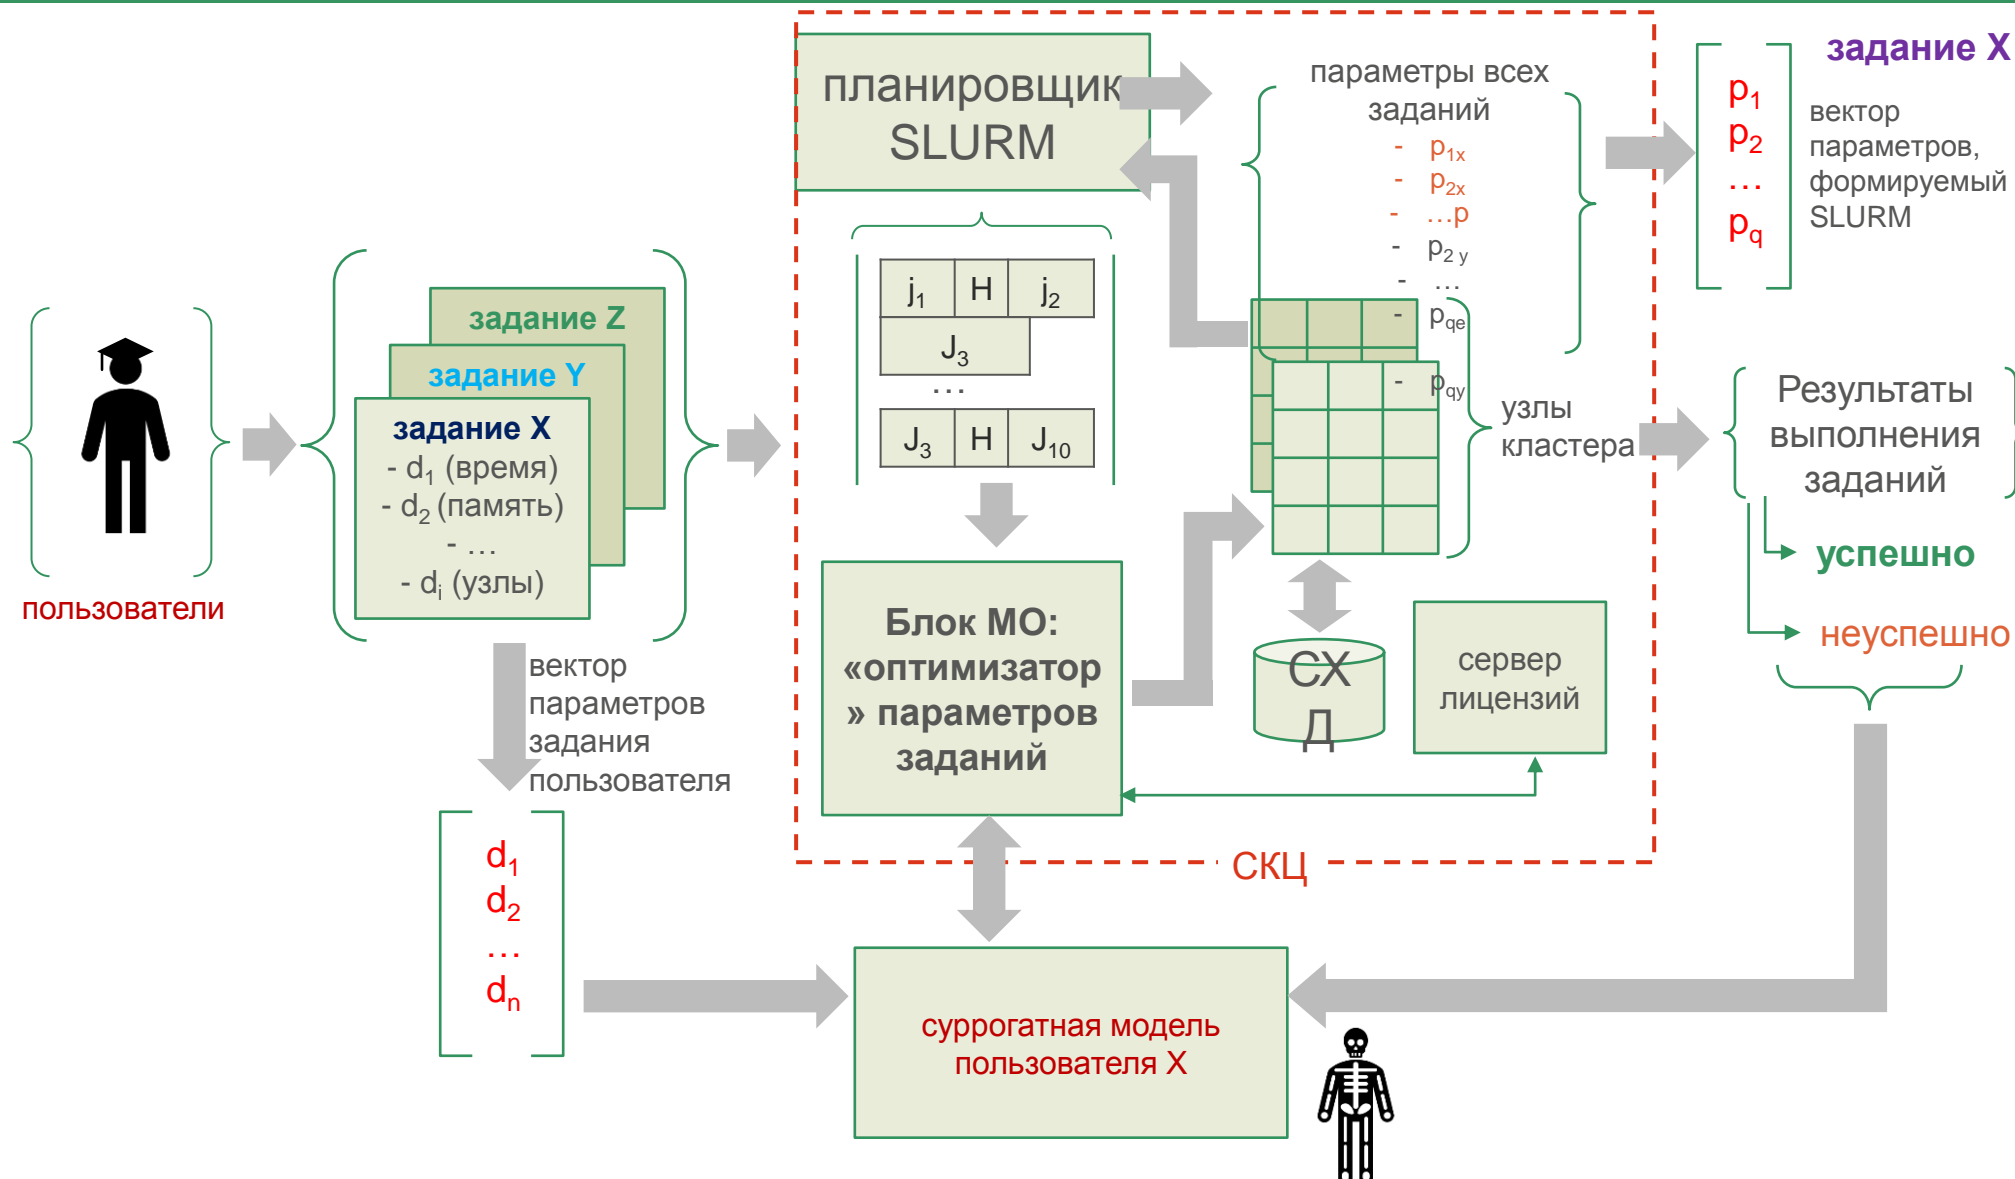 пользователи
задание Z
задание Y
задание X
- d1 (время)
- d2 (память)
- …
- di (узлы)
вектор
параметров
задания
пользователя
d1
d2
…
dn
планировщик
SLURM
j1 H j2
J3
…
J3 H J10
Блок МО:
«оптимизатор
» параметров
заданий
параметры всех
заданий
- p1x
- p2x
- …p
- p2 y
- …
- pqe
- pqy
узлы
кластера
СХ
Д
сервер
лицензий
СКЦ
задание X
p1
p2
…
pq
вектор
параметров,
формируемый
SLURM
Результаты
выполнения
заданий
успешно
неуспешно
суррогатная модель
пользователя X